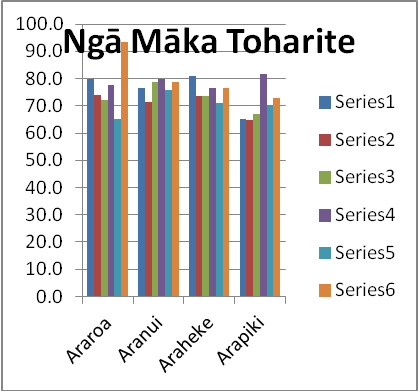 Ngā Māka Toharite
100.0
90.0
80.0
70.0
60.0
50.0
40.0
30.0
20.0
10.0
0.0
Araroa
Aranui
Araheke
Arapiki
Series1
Series2
Series3
Series4
Series5
Series6